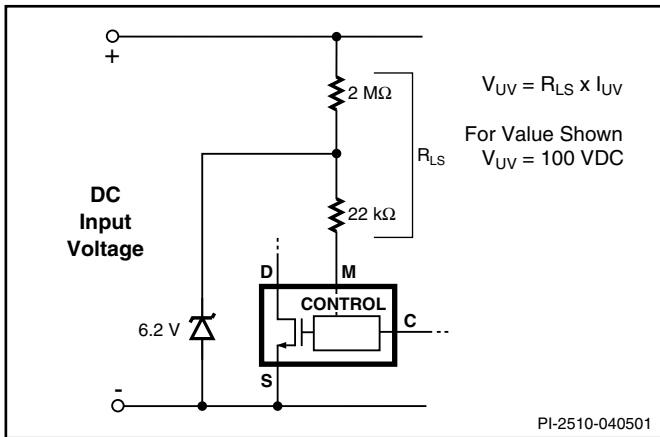 +
2 MΩ
V_UV = R_LS x I_UV
For Value Shown
V_UV = 100 VDC
R_LS
DC
Input
Voltage
22 kΩ
D
M
CONTROL
C
6.2 V
S
-
PI-2510-040501